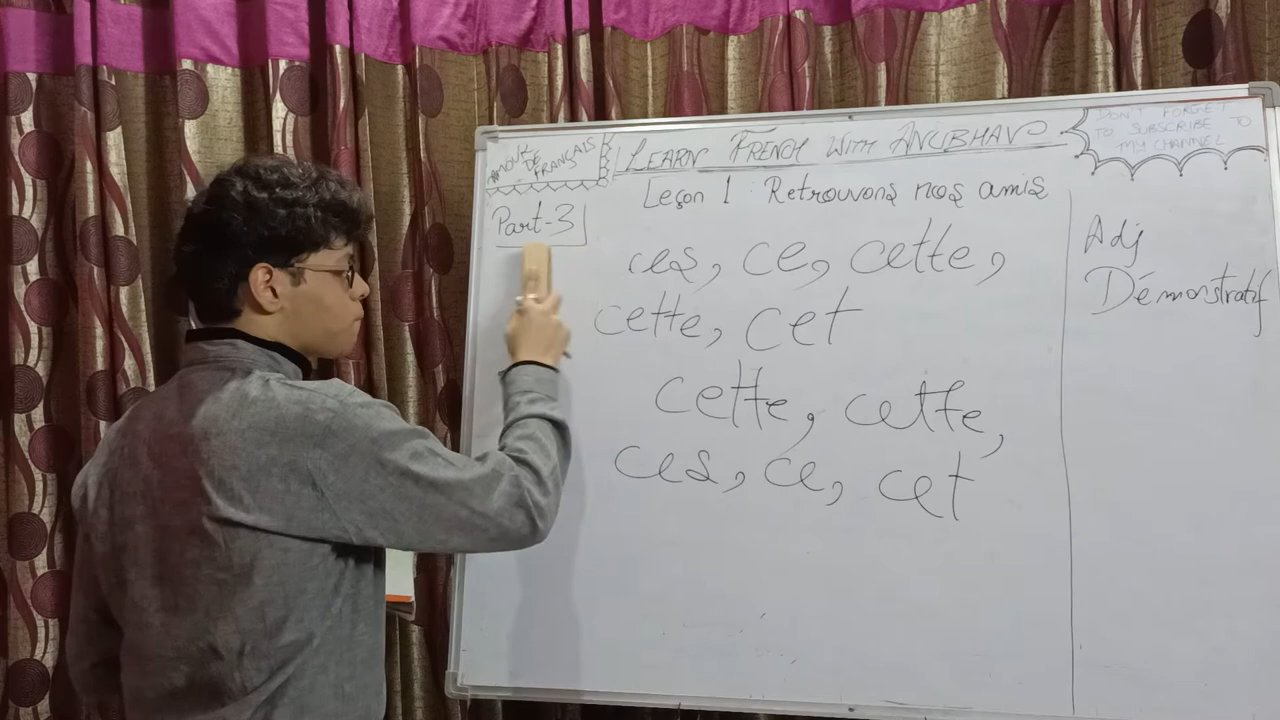 AMOUR DE FRANÇAIS
LEARN FRENCH WITH ANUBHAV
DON'T FORGET TO
TO SUBSCRIBE
MY CHANNEL
Leçon 1 : Retrouvons nos amis
Part-3
ces, ce, cette,
cette, cet
cette, cette,
ces, ce, cet
Adj
Démonstratif